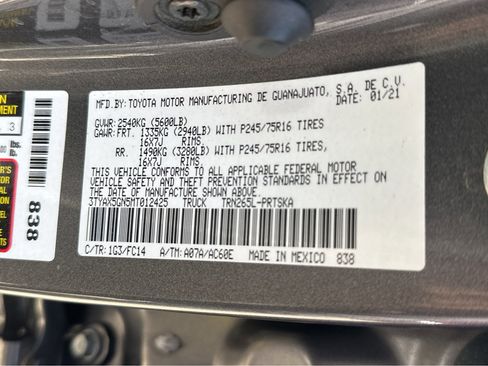 MFD.BY: TOYOTA MOTOR MANUFACTURING DE GUANAJUATO, S.A. DE C.V.
DATE: 01/21
GVWR: 2540KG (5600LB)
GAWR: FRT. 1335KG (2940LB) WITH P245/75R16 TIRES
16X7J RIMS,
RR. 1490KG (3280LB) WITH P245/75R16 TIRES,
16X7J RIMS.
THIS VEHICLE CONFORMS TO ALL APPLICABLE FEDERAL MOTOR
VEHICLE SAFETY AND THEFT PREVENTION STANDARDS IN EFFECT ON
THE DATE OF MANUFACTURE SHOWN ABOVE.
3TYAX5GN5MT012425 TRUCK TRN265L-PRTSKA
C/TR: 1G3/FC14 A/TM: A07A/AC60E MADE IN MEXICO 838
3
lbs.
838